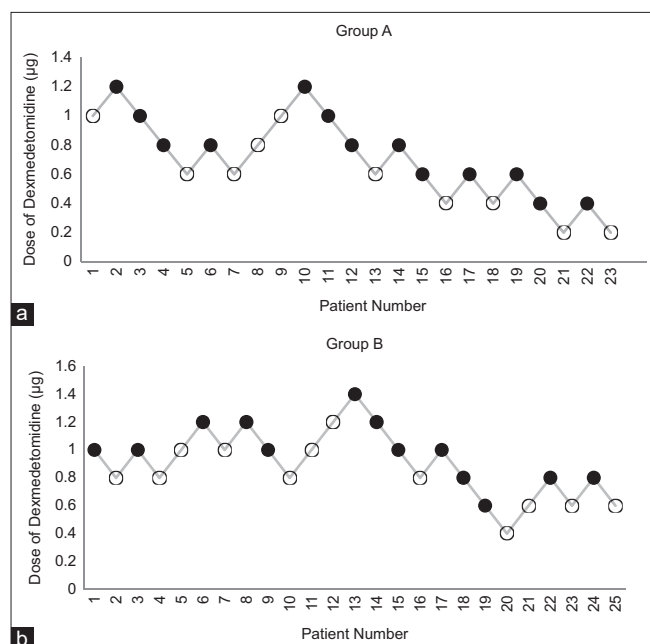 Group A
Dose of Dexmedetomidine (µg)
1.4
1.2
1
0.8
0.6
0.4
0.2
0
1 2 3 4 5 6 7 8 9 10 11 12 13 14 15 16 17 18 19 20 21 22 23
Patient Number
a
Group B
Dose of Dexmedetomidine (µg)
1.6
1.4
1.2
1
0.8
0.6
0.4
0.2
0
1 2 3 4 5 6 7 8 9 10 11 12 13 14 15 16 17 18 19 20 21 22 23 24 25
Patient Number
b